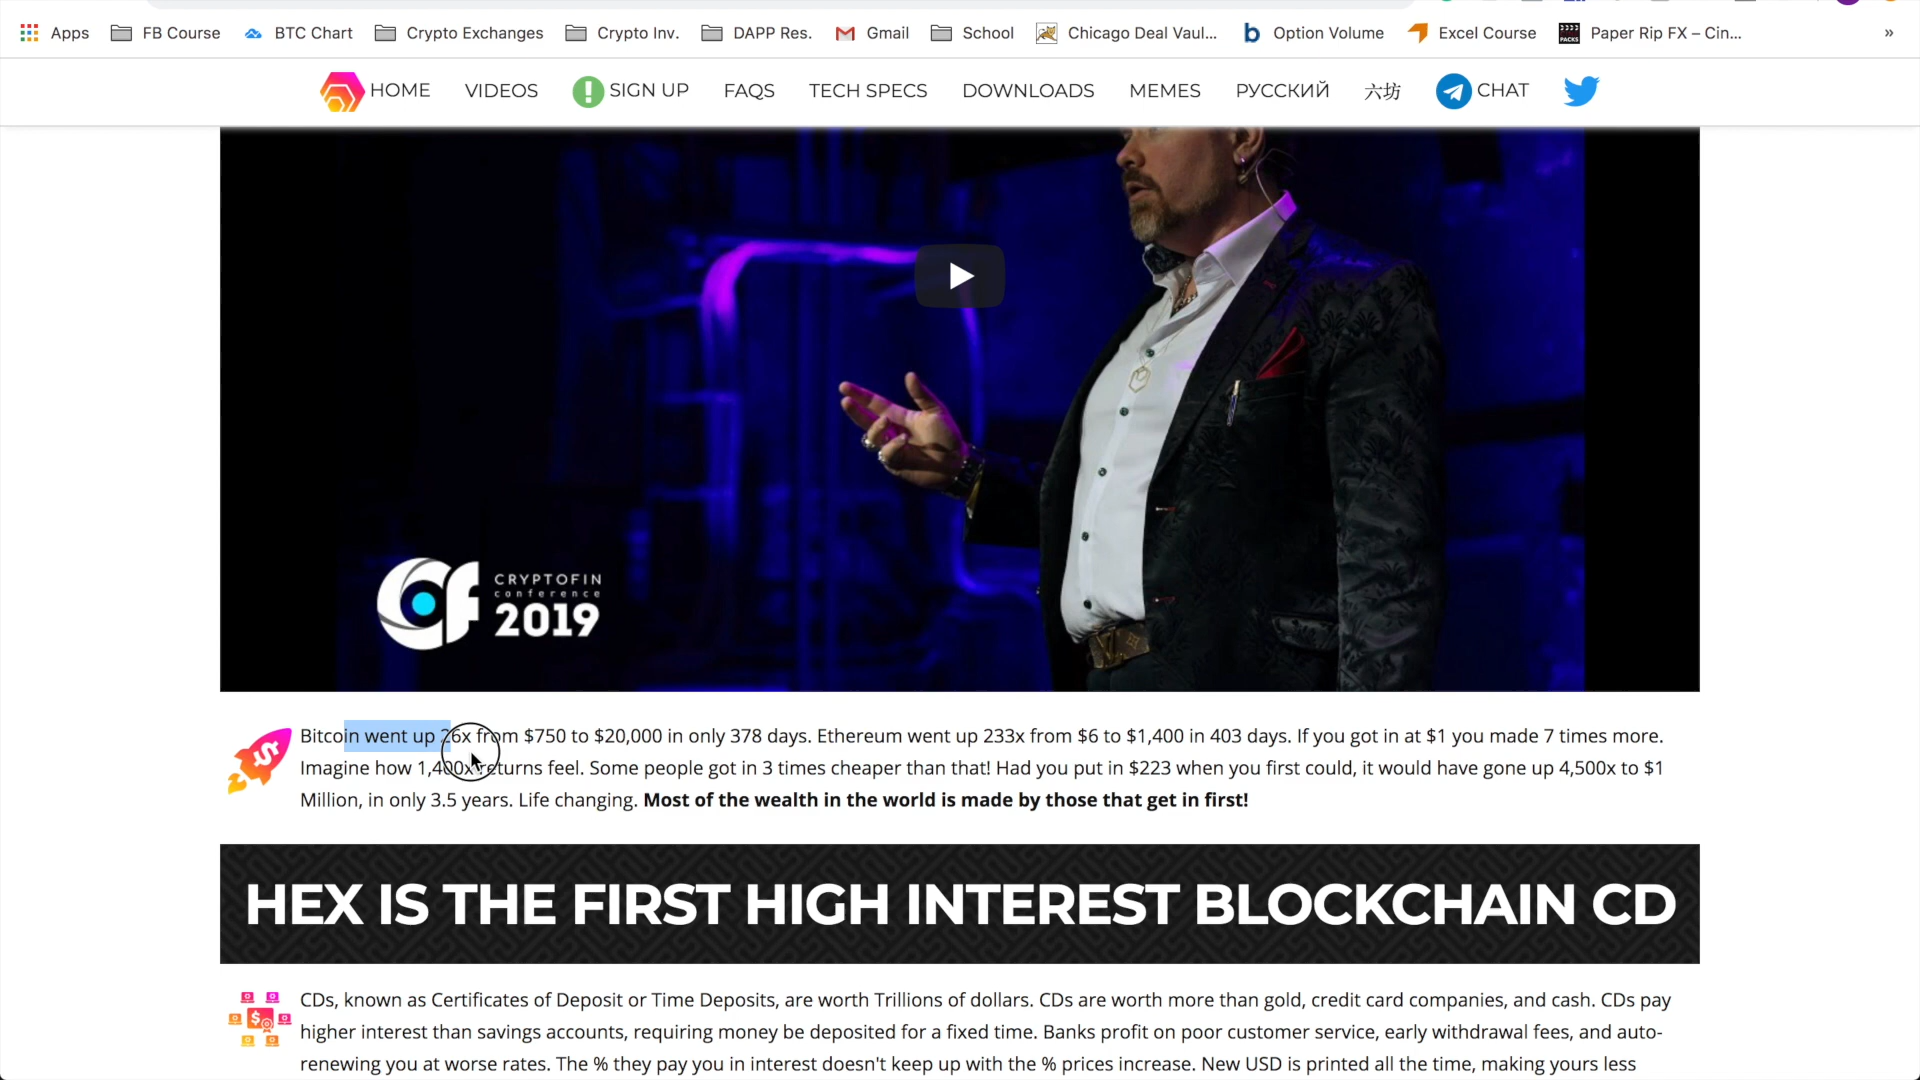 Apps FB Course BTC Chart Crypto Exchanges Crypto Inv. DAPP Res. Gmail School Chicago Deal Vaul... Option Volume Excel Course PACKS Paper Rip FX – Cin... »
HOME VIDEOS SIGN UP FAQS TECH SPECS DOWNLOADS MEMES РУССКИЙ 六坊 CHAT
CRYPTOFIN
conference
2019
Bitcoin went up 26x from $750 to $20,000 in only 378 days. Ethereum went up 233x from $6 to $1,400 in 403 days. If you got in at $1 you made 7 times more.
Imagine how 1,400x returns feel. Some people got in 3 times cheaper than that! Had you put in $223 when you first could, it would have gone up 4,500x to $1
Million, in only 3.5 years. Life changing. Most of the wealth in the world is made by those that get in first!
HEX IS THE FIRST HIGH INTEREST BLOCKCHAIN CD
CDs, known as Certificates of Deposit or Time Deposits, are worth Trillions of dollars. CDs are worth more than gold, credit card companies, and cash. CDs pay
higher interest than savings accounts, requiring money be deposited for a fixed time. Banks profit on poor customer service, early withdrawal fees, and auto-
renewing you at worse rates. The % they pay you in interest doesn't keep up with the % prices increase. New USD is printed all the time, making yours less